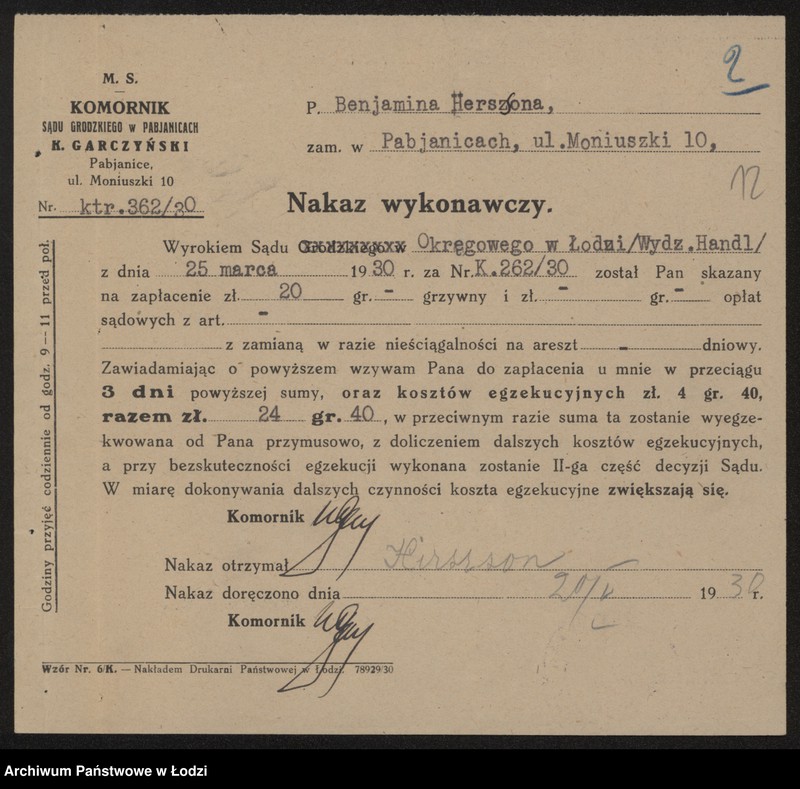 2
M. S.
KOMORNIK
SĄDU GRODZKIEGO w PABJANICACH
K. GARCZYŃSKI
Pabjanice,
ul. Moniuszki 10
Nr. ktr.362/30
P. Benjamina Herszona,
zam. w Pabjanicach, ul.Moniuszki 10,
12
Nakaz wykonawczy.
Wyrokiem Sądu Grodzkiego w Okręgowego w Łodzi/Wydz.Handl/
z dnia 25 marca 1930 r. za Nr. K.262/30 został Pan skazany
na zapłacenie zł. 20 gr. - grzywny i zł. - gr. - opłat
sądowych z art. -
z zamianą w razie nieściągalności na areszt - dniowy.
Zawiadamiając o powyższem wzywam Pana do zapłacenia u mnie w przeciągu
3 dni powyższej sumy, oraz kosztów egzekucyjnych zł. 4 gr. 40,
razem zł. 24 gr. 40, w przeciwnym razie suma ta zostanie wyegze-
kwowana od Pana przymusowo, z doliczeniem dalszych kosztów egzekucyjnych,
a przy bezskuteczności egzekucji wykonana zostanie II-ga część decyzji Sądu.
W miarę dokonywania dalszych czynności koszta egzekucyjne zwiększają się.
Komornik
Nakaz otrzymał Hirszson
Nakaz doręczono dnia 20/V 1930 r.
Komornik
Wzór Nr. 6/K. — Nakładem Drukarni Państwowej w Łodzi. 78929/30
Godziny przyjęć codziennie od godz. 9 — 11 przed poł.
Archiwum Państwowe w Łodzi